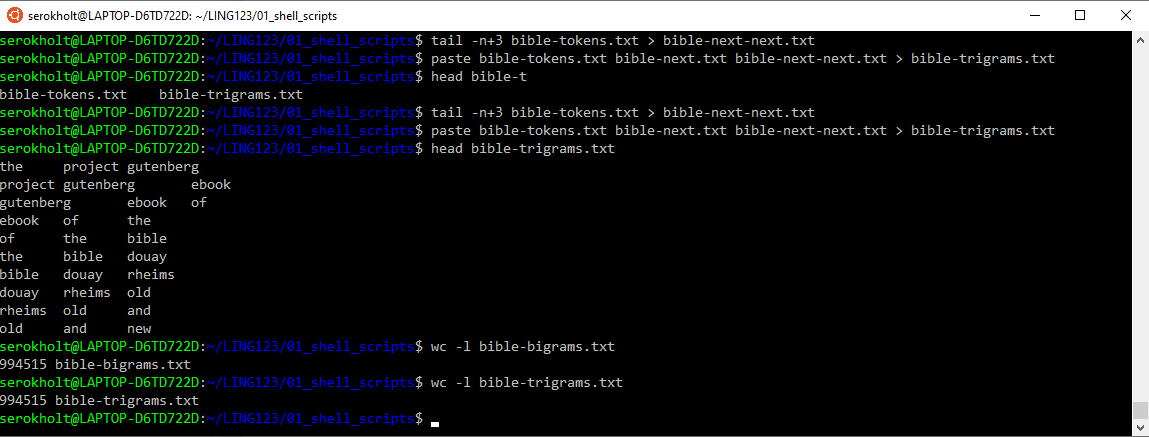 serokholt@LAPTOP-D6TD722D: ~/LING123/01_shell_scripts
serokholt@LAPTOP-D6TD722D:~/LING123/01_shell_scripts$ tail -n+3 bible-tokens.txt > bible-next-next.txt
serokholt@LAPTOP-D6TD722D:~/LING123/01_shell_scripts$ paste bible-tokens.txt bible-next.txt bible-next-next.txt > bible-trigrams.txt
serokholt@LAPTOP-D6TD722D:~/LING123/01_shell_scripts$ head bible-t
bible-tokens.txt    bible-trigrams.txt
serokholt@LAPTOP-D6TD722D:~/LING123/01_shell_scripts$ tail -n+3 bible-tokens.txt > bible-next-next.txt
serokholt@LAPTOP-D6TD722D:~/LING123/01_shell_scripts$ paste bible-tokens.txt bible-next.txt bible-next-next.txt > bible-trigrams.txt
serokholt@LAPTOP-D6TD722D:~/LING123/01_shell_scripts$ head bible-trigrams.txt
the     project gutenberg
project gutenberg       ebook
gutenberg       ebook   of
ebook   of      the
of      the     bible
the     bible   douay
bible   douay   rheims
douay   rheims  old
rheims  old     and
old     and     new
serokholt@LAPTOP-D6TD722D:~/LING123/01_shell_scripts$ wc -l bible-bigrams.txt
994515 bible-bigrams.txt
serokholt@LAPTOP-D6TD722D:~/LING123/01_shell_scripts$ wc -l bible-trigrams.txt
994515 bible-trigrams.txt
serokholt@LAPTOP-D6TD722D:~/LING123/01_shell_scripts$